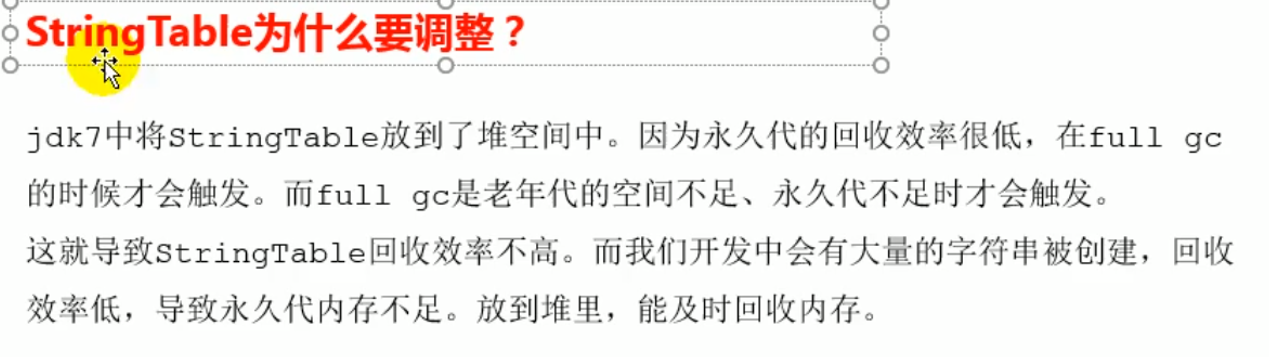 StringTable为什么要调整？
jdk7中将StringTable放到了堆空间中。因为永久代的回收效率很低，在full gc
的时候才会触发。而full gc是老年代的空间不足、永久代不足时才会触发。
这就导致StringTable回收效率不高。而我们开发中会有大量的字符串被创建，回收
效率低，导致永久代内存不足。放到堆里，能及时回收内存。